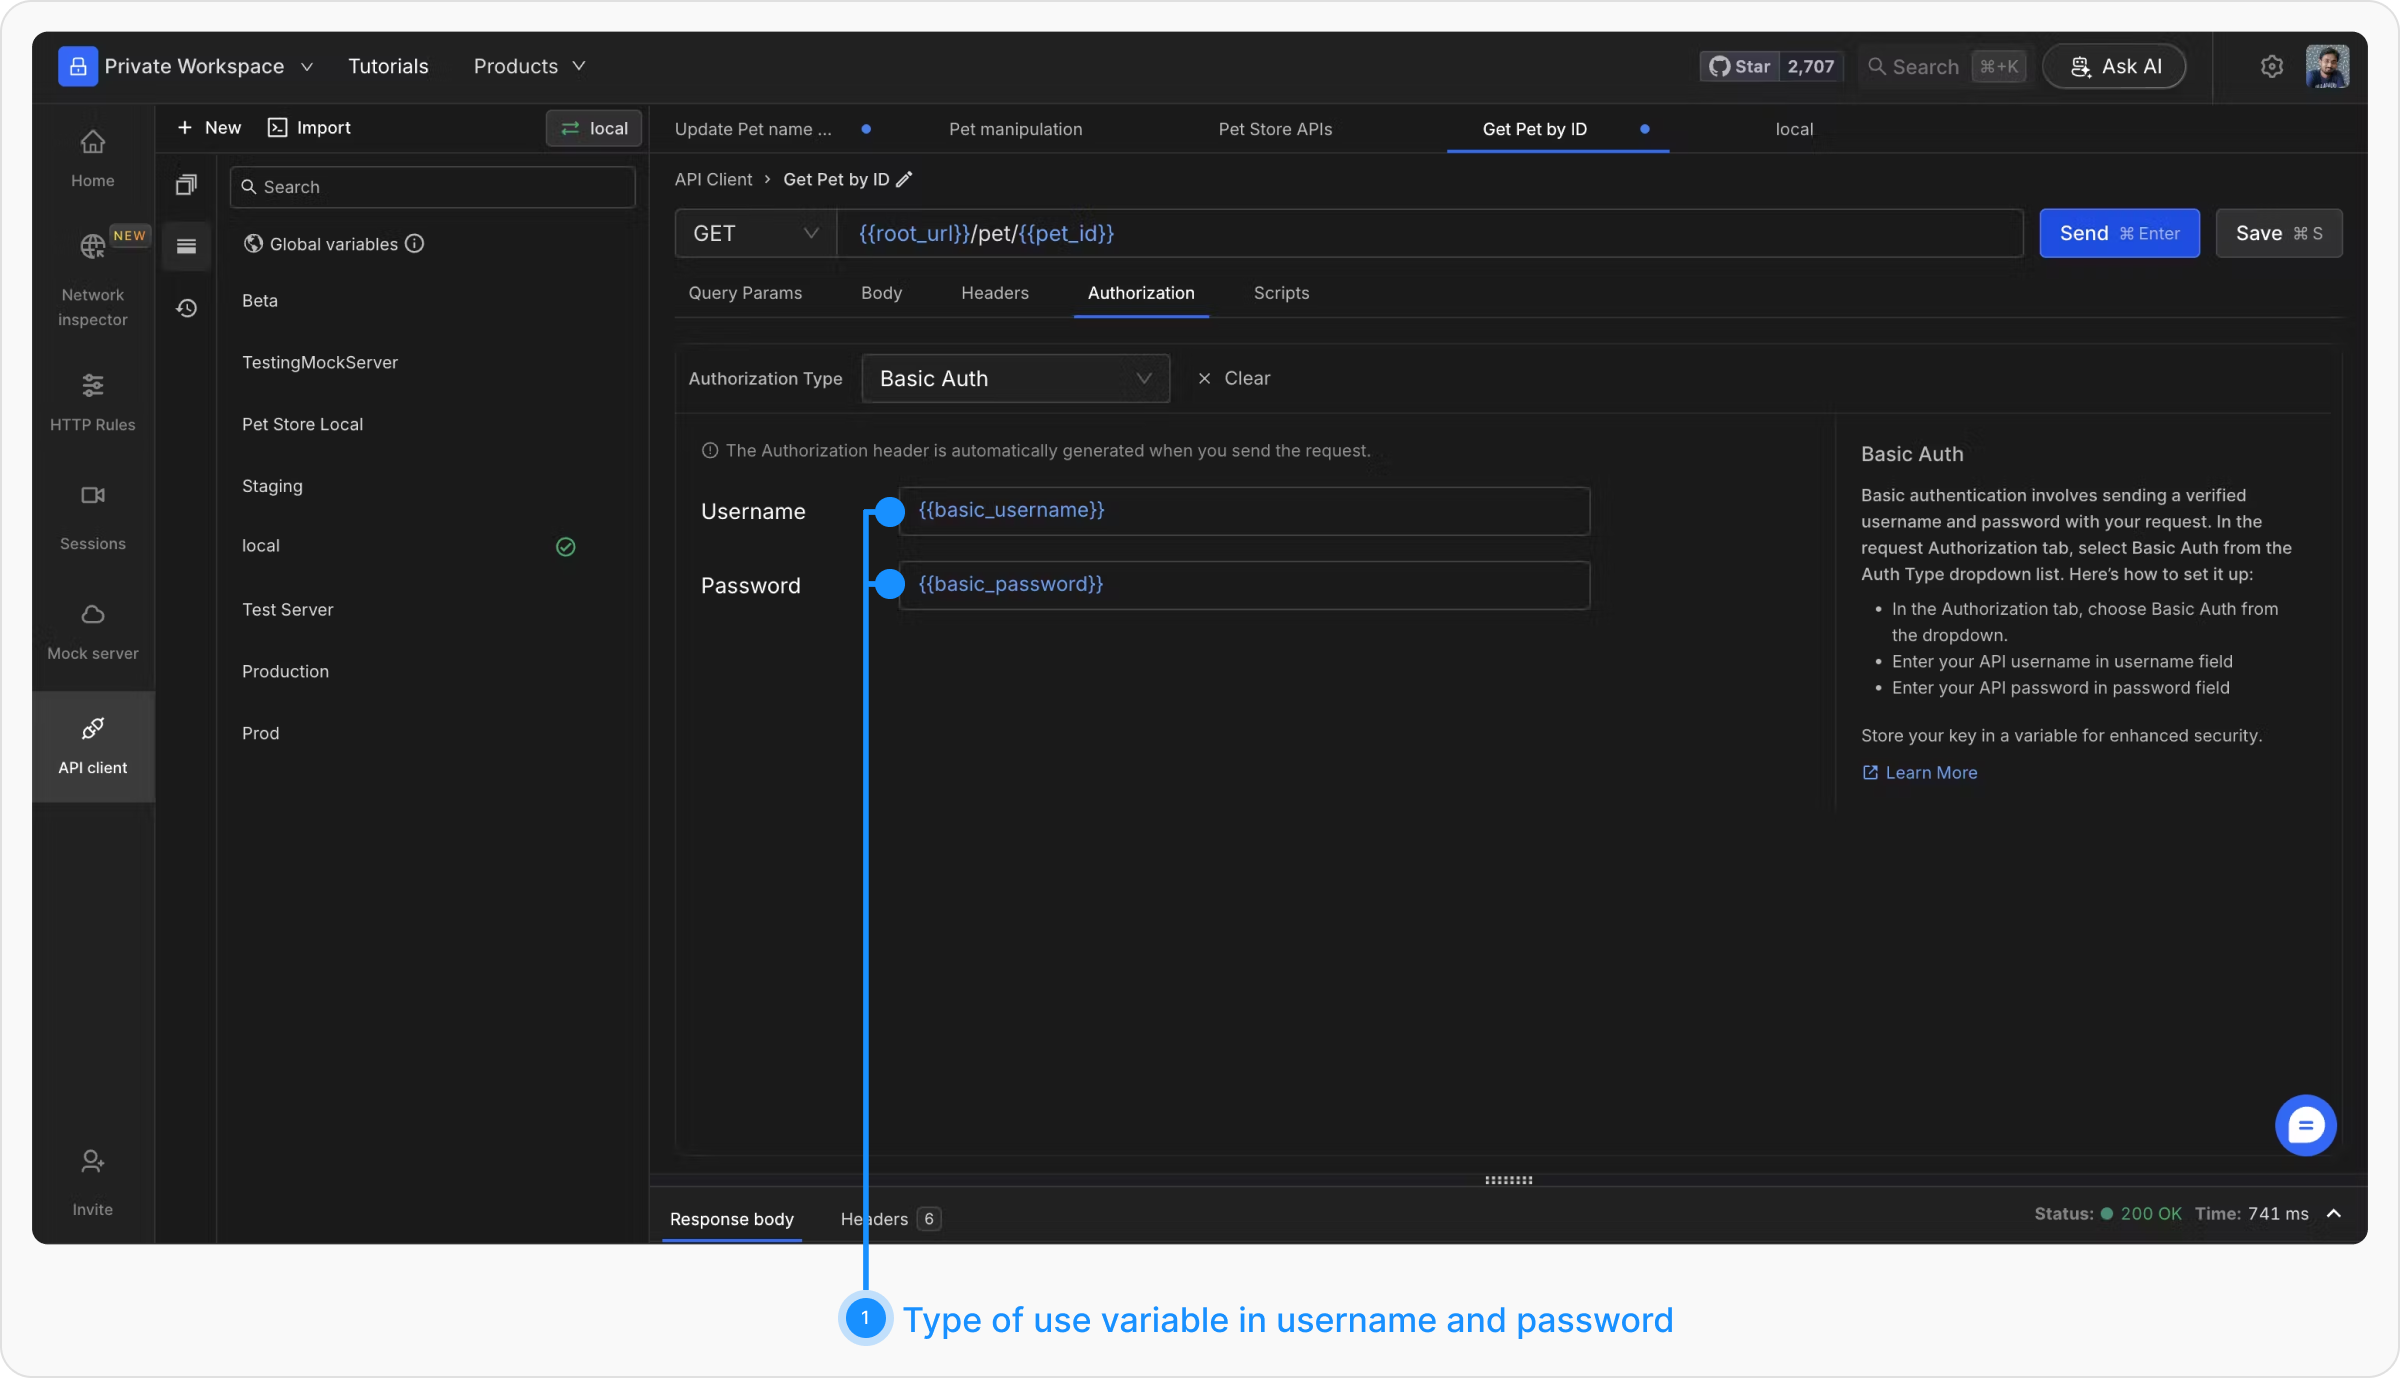 Private Workspace
Tutorials
Products
Star 2,707
Search ⌘+K
Ask AI
+ New
Import
local
Update Pet name ...
Pet manipulation
Pet Store APIs
Get Pet by ID
local
Home
NEW
Network
inspector
HTTP Rules
Sessions
Mock server
API client
Invite
Search
Global variables
Beta
TestingMockServer
Pet Store Local
Staging
local
Test Server
Production
Prod
API Client > Get Pet by ID
GET
{{root_url}}/pet/{{pet_id}}
Send ⌘ Enter
Save ⌘ S
Query Params
Body
Headers
Authorization
Scripts
Authorization Type
Basic Auth
Clear
The Authorization header is automatically generated when you send the request.
Username
{{basic_username}}
Password
{{basic_password}}
Basic Auth
Basic authentication involves sending a verified
username and password with your request. In the
request Authorization tab, select Basic Auth from the
Auth Type dropdown list. Here's how to set it up:
• In the Authorization tab, choose Basic Auth from
the dropdown.
• Enter your API username in username field
• Enter your API password in password field
Store your key in a variable for enhanced security.
Learn More
Response body
Headers 6
Status: 200 OK Time: 741 ms
1 Type of use variable in username and password